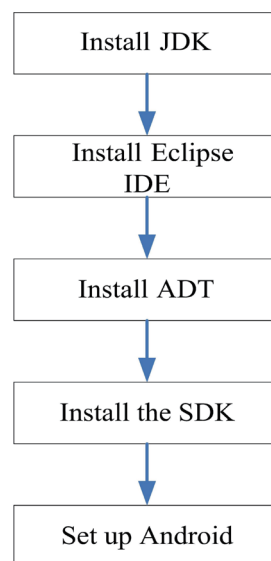 Install JDK
Install Eclipse
IDE
Install ADT
Install the SDK
Set up Android